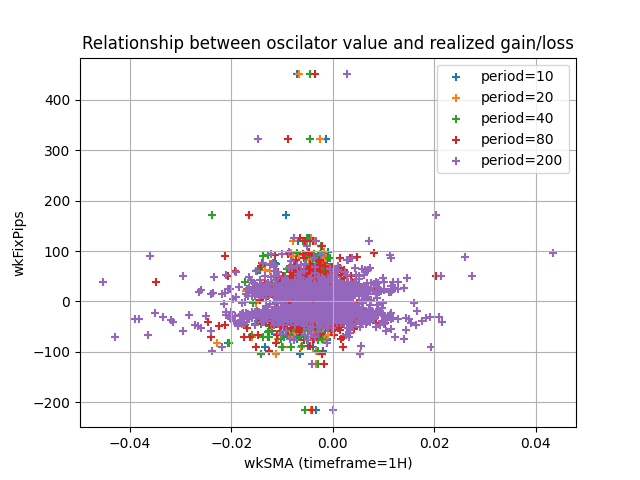 Relationship between oscilator value and realized gain/loss
period=10
period=20
period=40
period=80
period=200
wkFixPips
400
300
200
100
0
−100
−200
−0.04
−0.02
0.00
0.02
0.04
wkSMA (timeframe=1H)